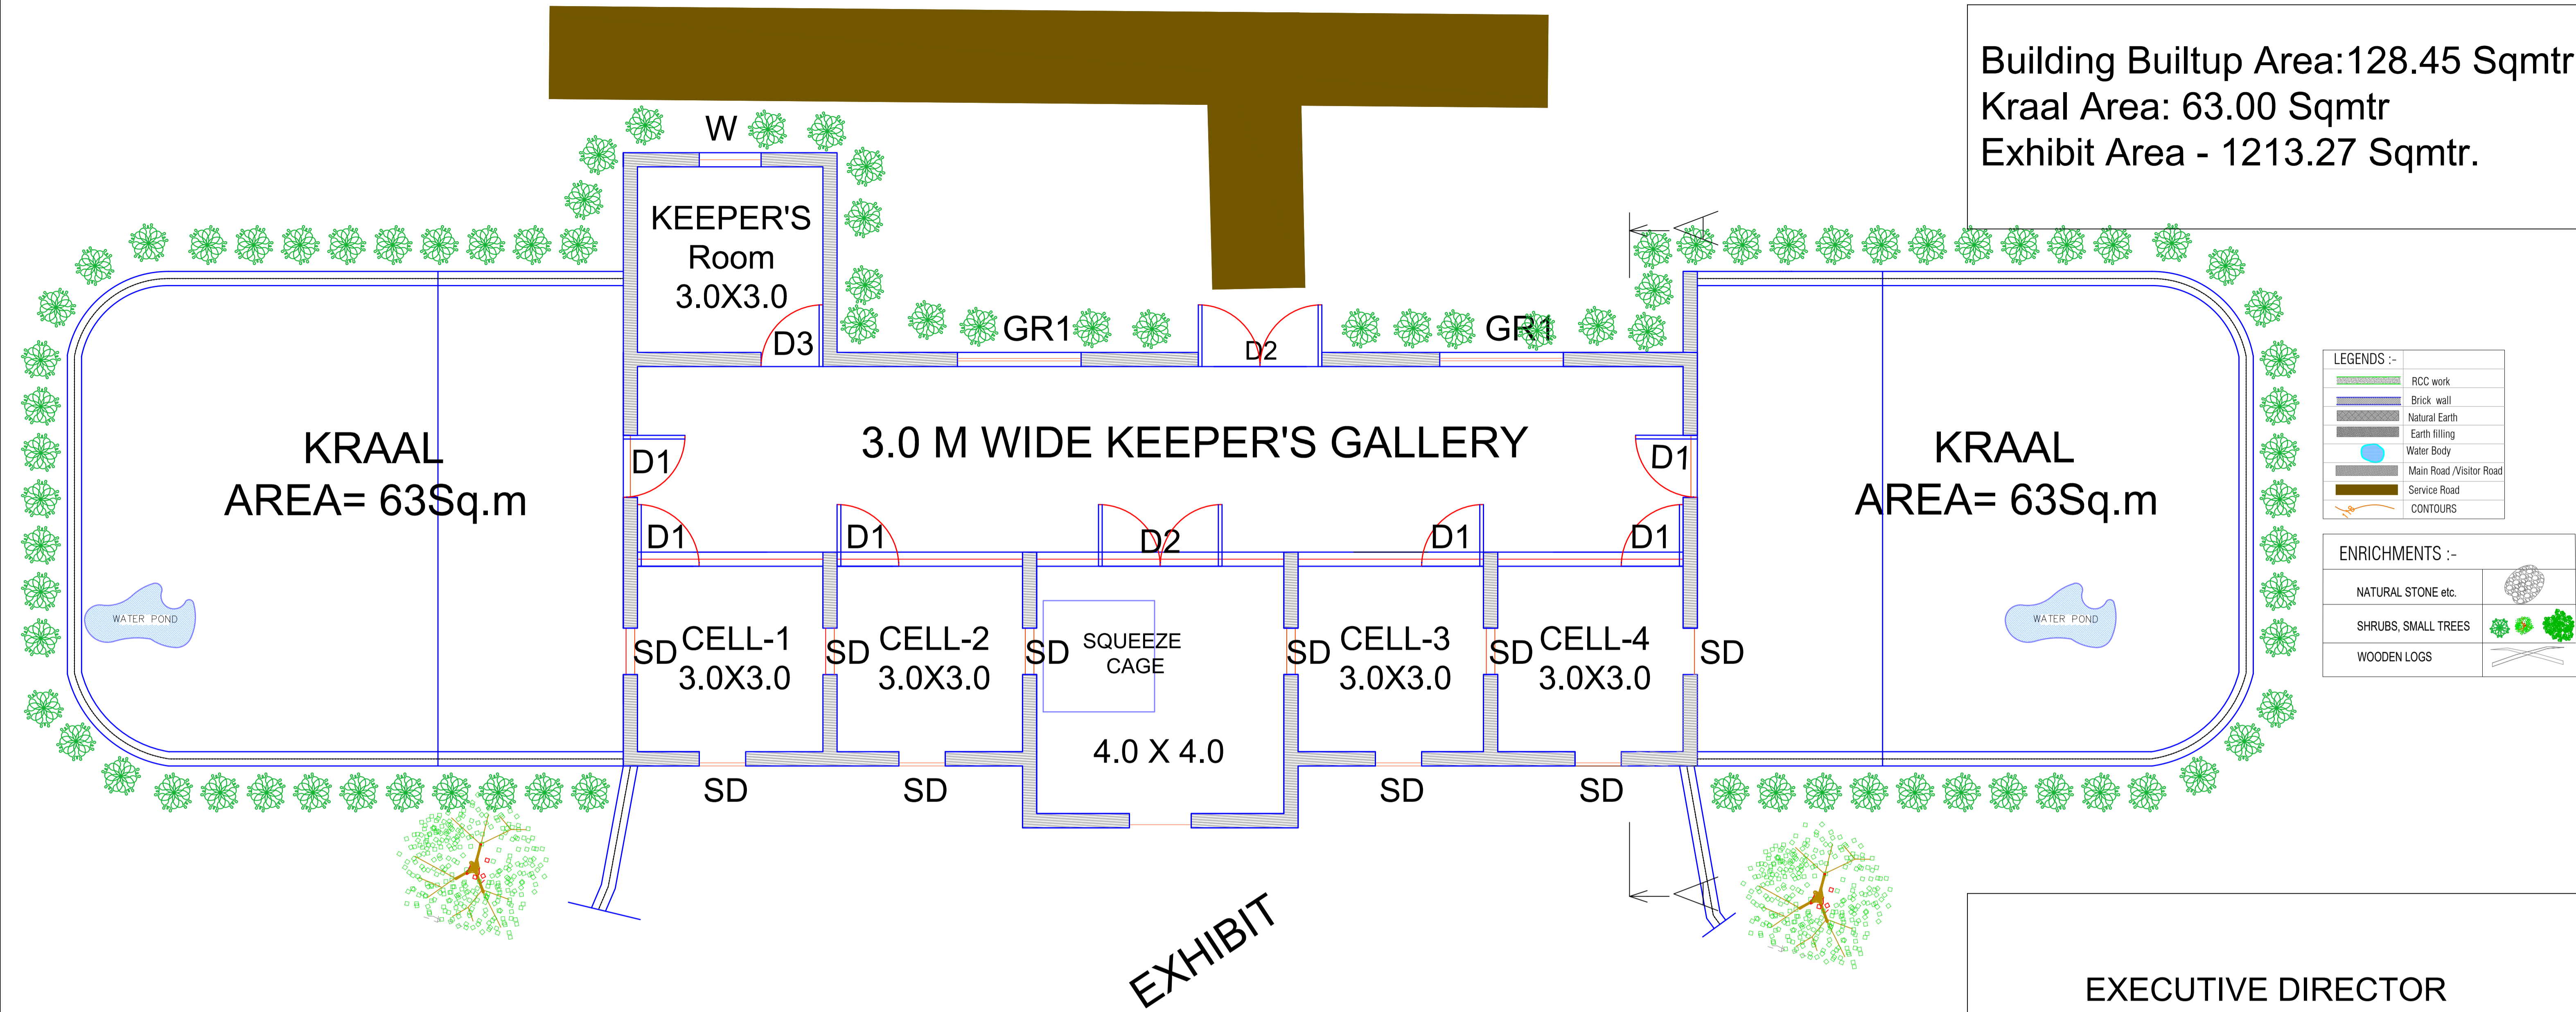 Building Builtup Area:128.45 Sqmtr
Kraal Area: 63.00 Sqmtr
Exhibit Area - 1213.27 Sqmtr.
W
KEEPER'S
Room
3.0X3.0
D3
GR1
D2
GR1
KRAAL
AREA= 63Sq.m
D1
3.0 M WIDE KEEPER'S GALLERY
D1
KRAAL
AREA= 63Sq.m
D1
D1
D2
D1
D1
WATER POND
SD
CELL-1
3.0X3.0
SD
CELL-2
3.0X3.0
SD
SQUEEZE
CAGE
4.0 X 4.0
SD
CELL-3
3.0X3.0
SD
CELL-4
3.0X3.0
SD
WATER POND
SD
SD
SD
SD
EXHIBIT
LEGENDS :-
RCC work
Brick wall
Natural Earth
Earth filling
Water Body
Main Road /Visitor Road
Service Road
118
CONTOURS
ENRICHMENTS :-
NATURAL STONE etc.
SHRUBS, SMALL TREES
WOODEN LOGS
EXECUTIVE DIRECTOR